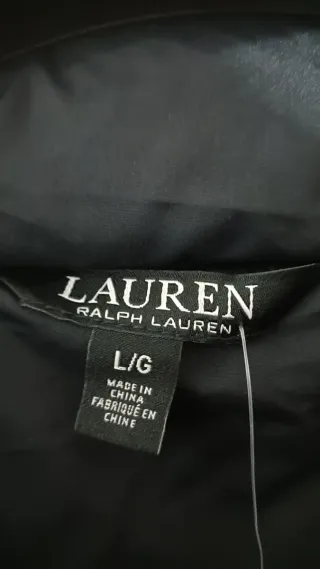 LAUREN
RALPH LAUREN
L/G
MADE IN
CHINA
FABRIQUÉ EN
CHINE